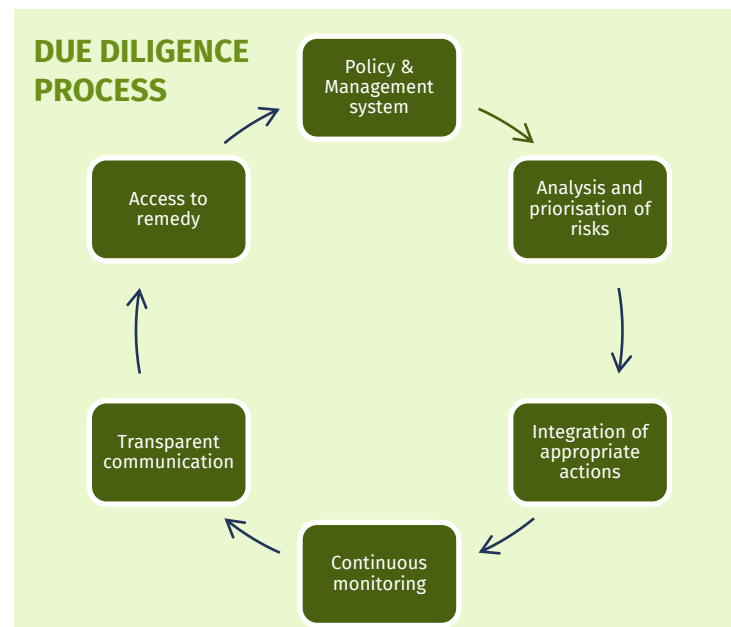 DUE DILIGENCE
PROCESS
Policy &
Management
system
Analysis and
priorisation of
risks
Integration of
appropriate
actions
Continuous
monitoring
Transparent
communication
Access to
remedy